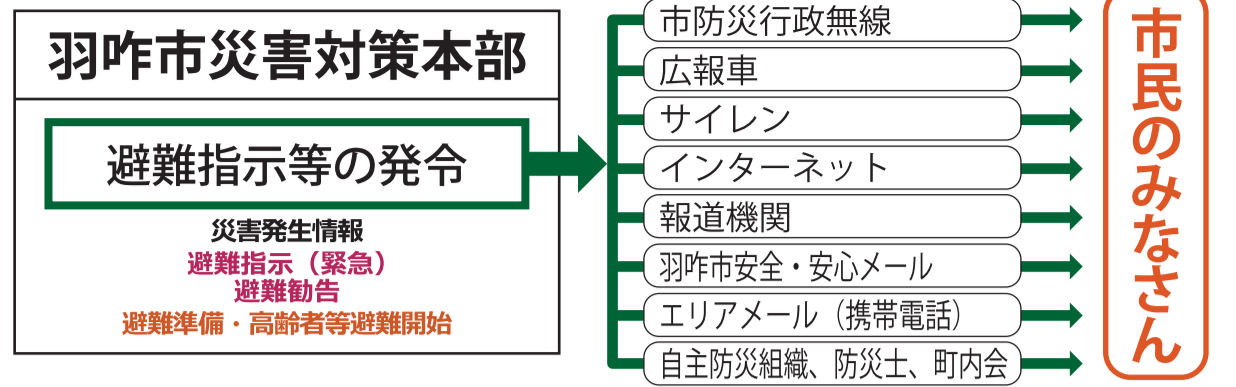 羽咋市災害対策本部
避難指示等の発令
災害発生情報
避難指示（緊急）
避難勧告
避難準備・高齢者等避難開始
市防災行政無線
広報車
サイレン
インターネット
報道機関
羽咋市安全・安心メール
エリアメール（携帯電話）
自主防災組織、防災士、町内会
市民のみなさん